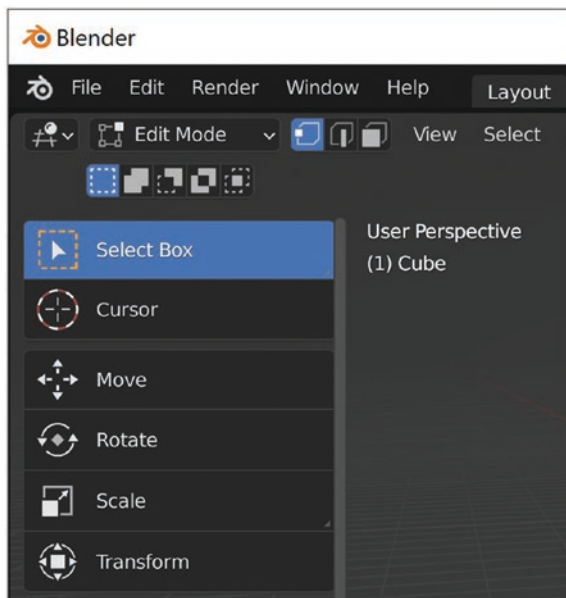 Blender
File Edit Render Window Help Layout
Edit Mode View Select
User Perspective
(1) Cube
Select Box
Cursor
Move
Rotate
Scale
Transform